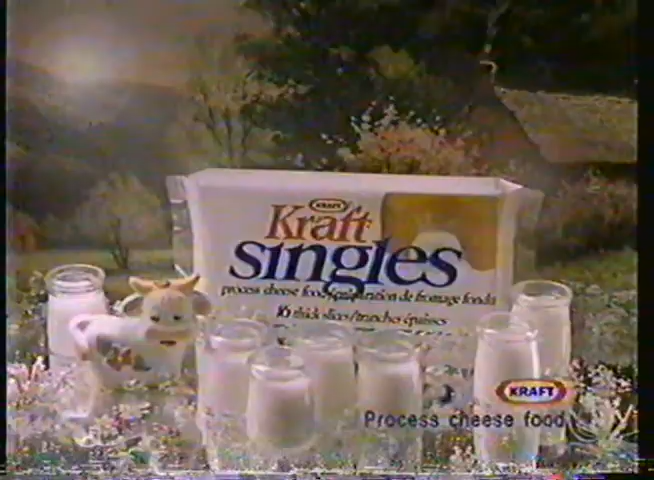 KRAFT
Kraft
singles
process cheese food/préparation de fromage fondu
16 thick slices/tranches épaisses
KRAFT
Process cheese food